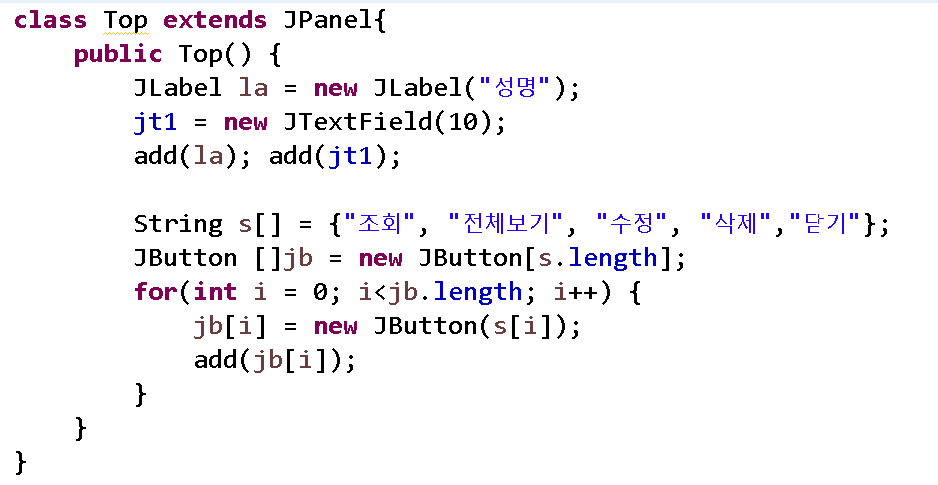 class Top extends JPanel{
public Top() {
JLabel la = new JLabel("성명");
jt1 = new JTextField(10);
add(la); add(jt1);
String s[] = {"조회", "전체보기", "수정", "삭제","닫기"};
JButton []jb = new JButton[s.length];
for(int i = 0; i<jb.length; i++) {
jb[i] = new JButton(s[i]);
add(jb[i]);
}
}
}